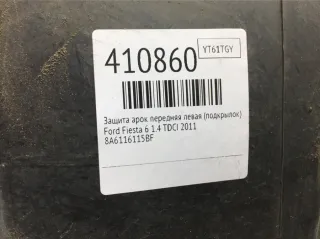 410860
YT61TGY
Защита арок передняя левая (подкрылок)
Ford Fiesta 6 1.4 TDCi 2011
8A6116115BF